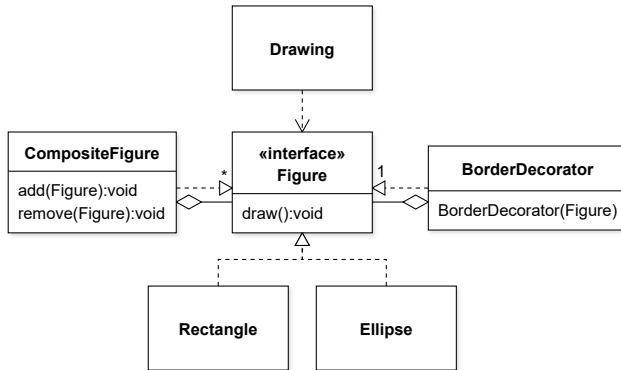 Drawing
CompositeFigure
add(Figure):void
remove(Figure):void
*
«interface»
Figure
draw():void
1
BorderDecorator
BorderDecorator(Figure)
Rectangle
Ellipse